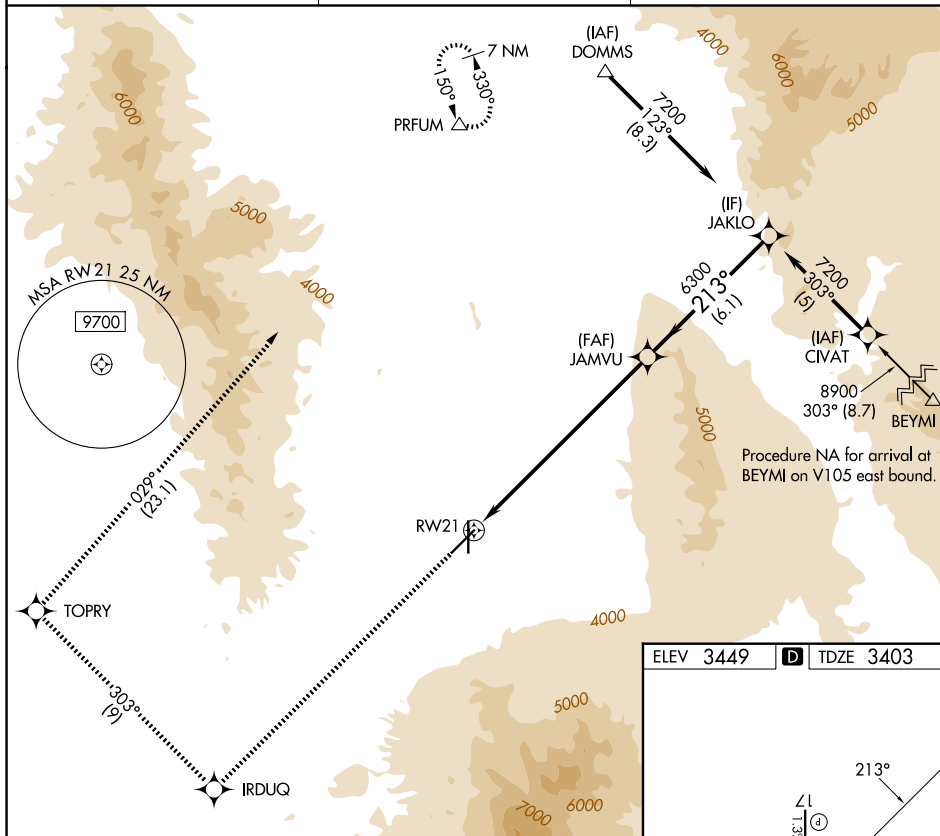 (IAF)
DOMMS
7 NM
150°
330°
PRFUM
7200
123°
(8.3)
4000
6000
5000
6000
5000
4000
MSA RW21 25 NM
9700
(IF)
JAKLO
6300
213°
(6.1)
7200
303°
(5)
(FAF)
JAMVU
(IAF)
CIVAT
8900
303° (8.7)
BEYMI
5000
Procedure NA for arrival at
BEYMI on V105 east bound.
029°
(23.1)
RW21
TOPRY
303°
(9)
IRDUQ
4000
5000
7000
6000
ELEV 3449
D
TDZE 3403
213°
17
P